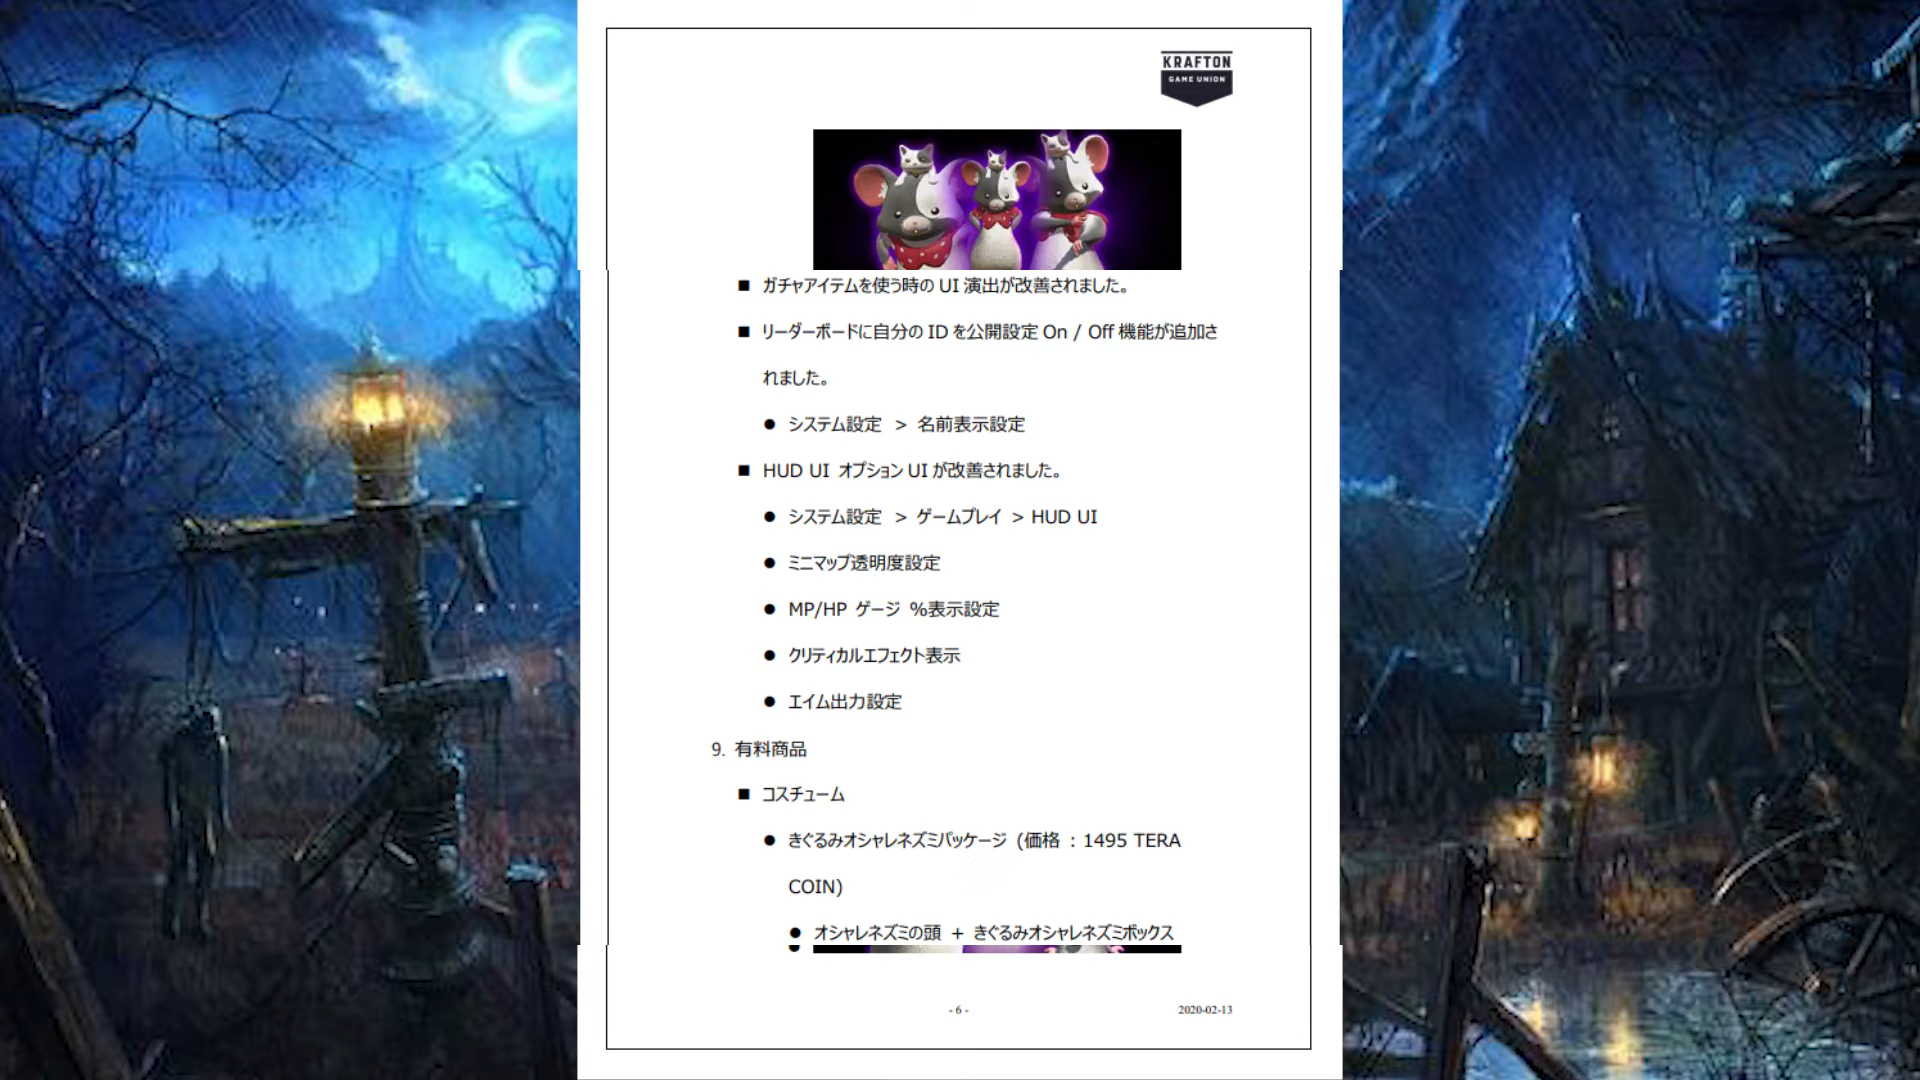 KRAFTON
GAME UNION
■ ガチャアイテムを使う時の UI 演出が改善されました。
■ リーダーボードに自分の ID を公開設定 On / Off 機能が追加さ
れました。
● システム設定 > 名前表示設定
■ HUD UI オプション UI が改善されました。
● システム設定 > ゲームプレイ > HUD UI
● ミニマップ透明度設定
● MP/HP ゲージ %表示設定
● クリティカルエフェクト表示
● エイム出力設定
9. 有料商品
■ コスチューム
● きぐるみオシャレネズミパッケージ (価格 : 1495 TERA
COIN)
● オシャレネズミの頭 + きぐるみオシャレネズミボックス
- 6 -
2020-02-13